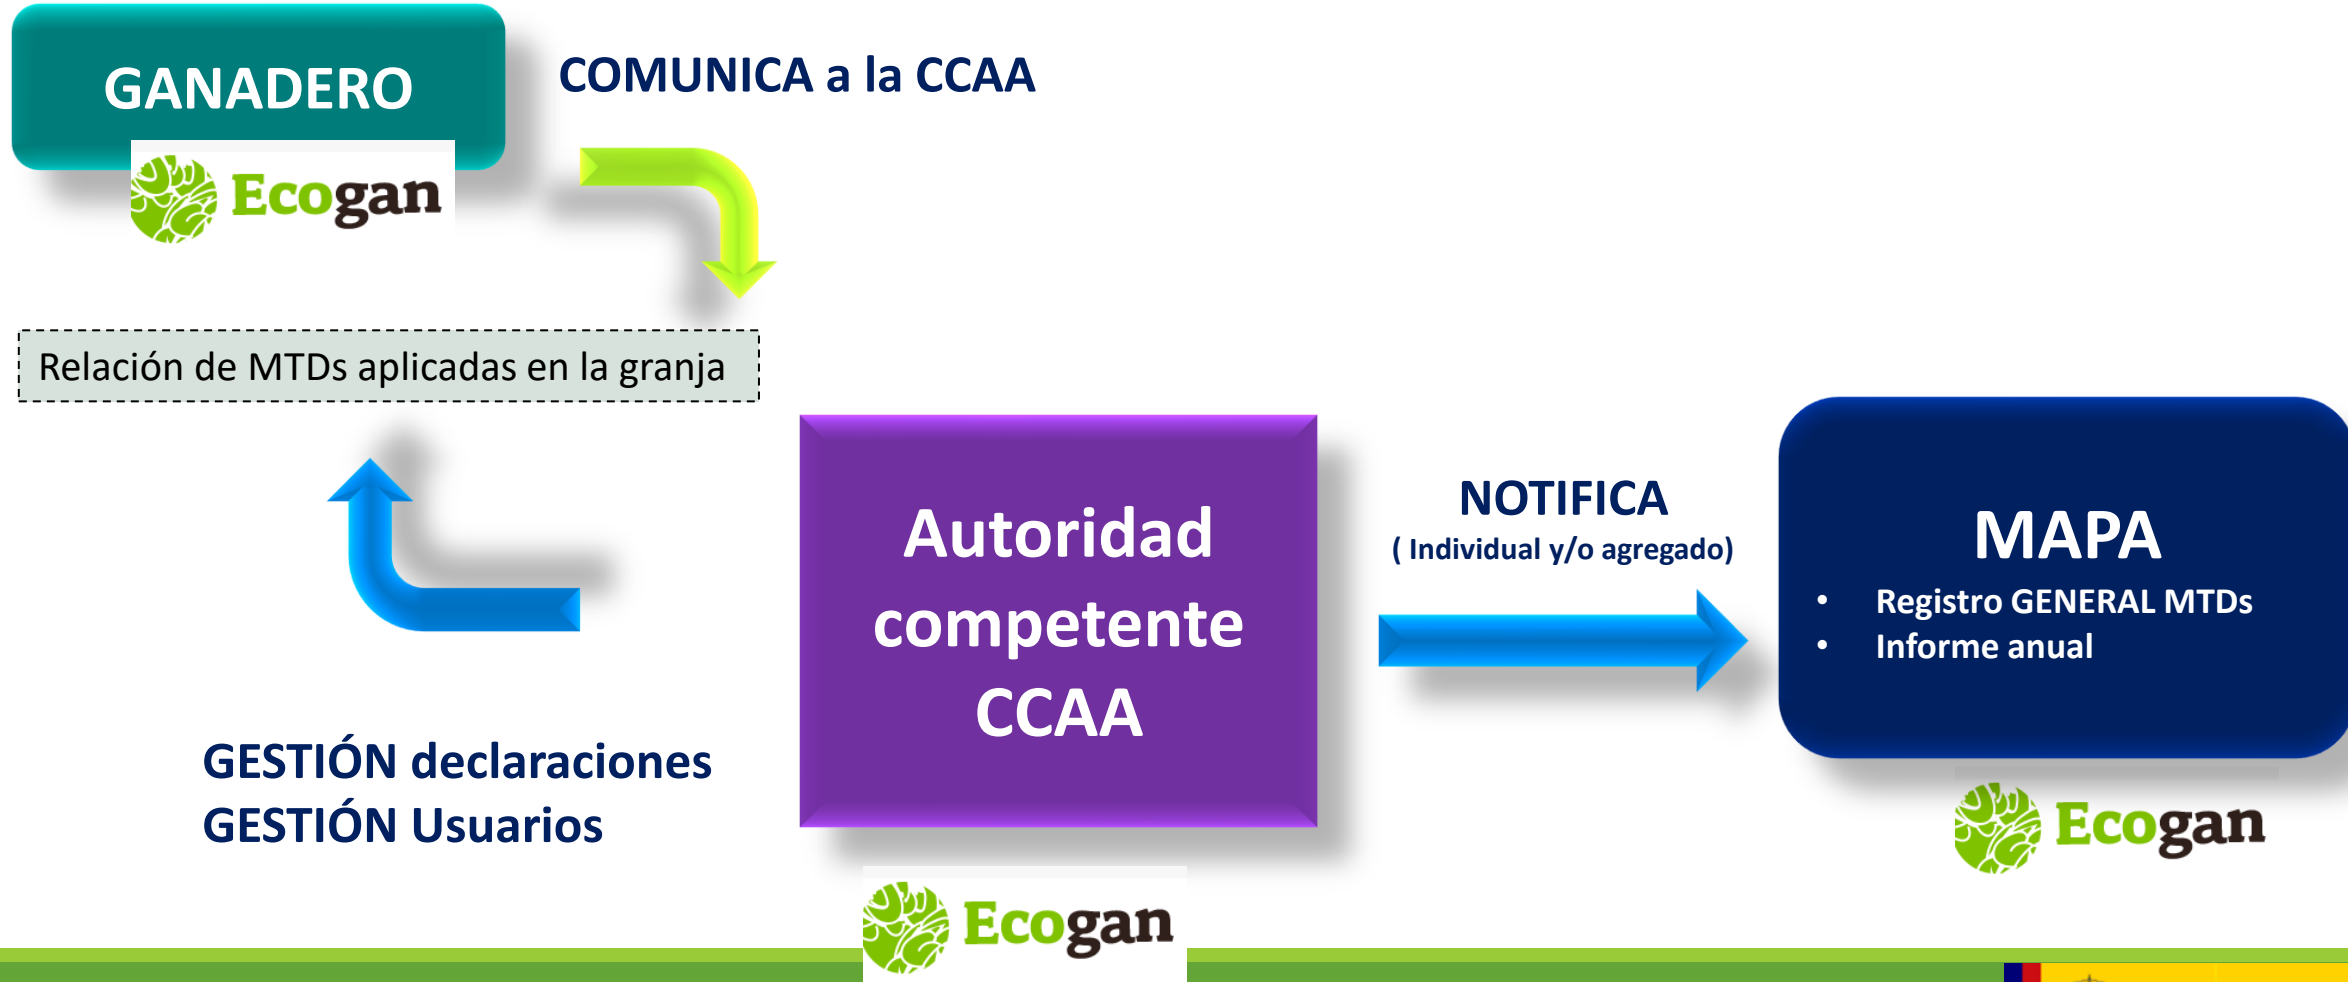 GANADERO
Ecogan
COMUNICA a la CCAA
Relación de MTDs aplicadas en la granja
GESTIÓN declaraciones
GESTIÓN Usuarios
Autoridad
competente
CCAA
Ecogan
NOTIFICA
( Individual y/o agregado)
MAPA
• Registro GENERAL MTDs
• Informe anual
Ecogan